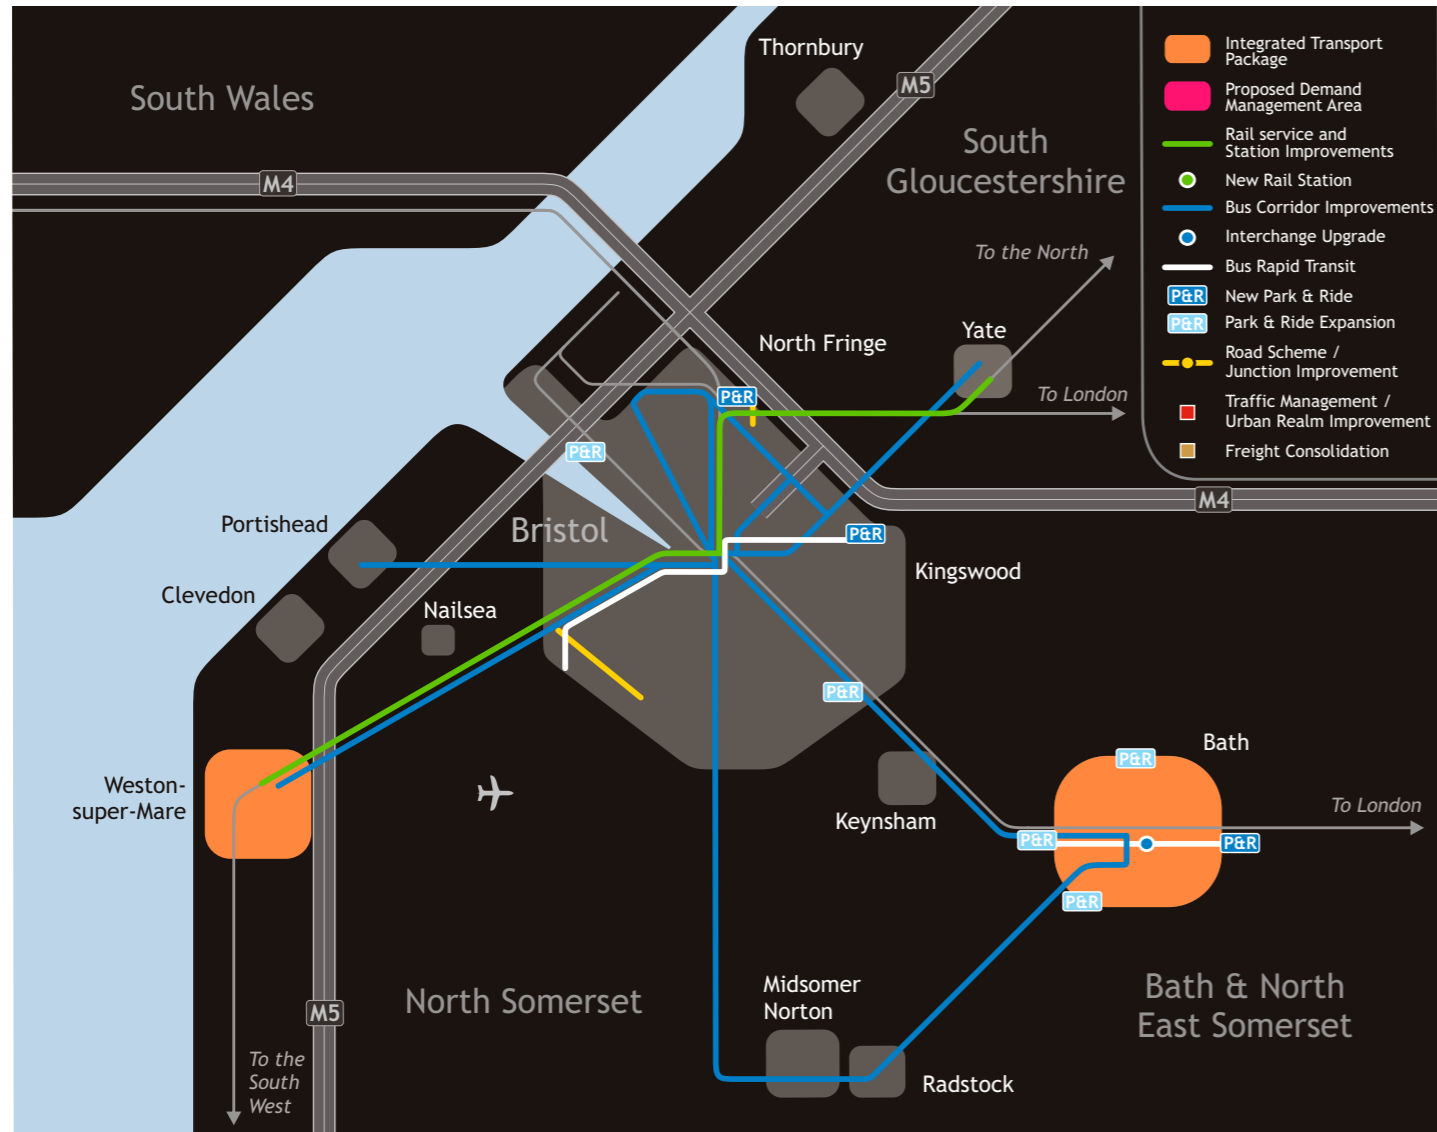 Thornbury
South Wales
M5
South
Gloucestershire
M4
To the North
North Fringe
Yate
To London
P&R
P&R
M4
Portishead
Bristol
P&R
Clevedon
Nailsea
Kingswood
P&R
Bath
P&R
Weston-
super-Mare
Keynsham
To London
P&R
P&R
P&R
Midsomer
Norton
North Somerset
Bath & North
East Somerset
M5
To the
South
West
Radstock
Integrated Transport
Package
Proposed Demand
Management Area
Rail service and
Station Improvements
New Rail Station
Bus Corridor Improvements
Interchange Upgrade
Bus Rapid Transit
P&R New Park & Ride
P&R Park & Ride Expansion
Road Scheme /
Junction Improvement
Traffic Management /
Urban Realm Improvement
Freight Consolidation